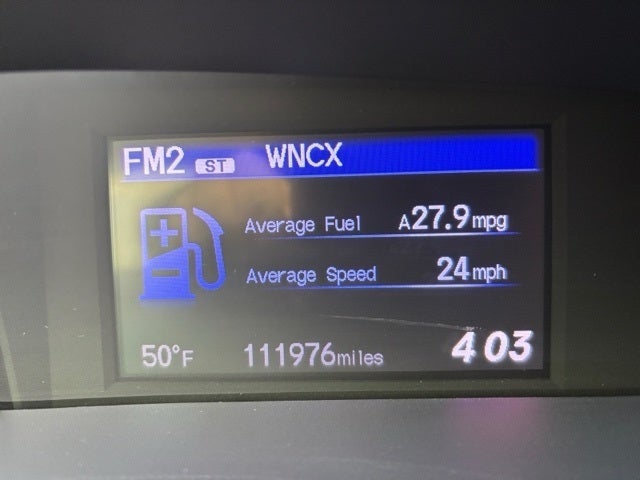 FM2 ST WNCX
Average Fuel A27.9mpg
Average Speed 24mph
50°F 111976miles 4 03